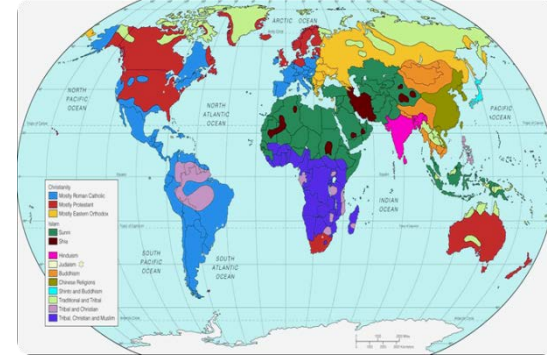 ARCTIC OCEAN
NORTH
PACIFIC
OCEAN
NORTH
ATLANTIC
OCEAN
PACIFIC
OCEAN
INDIAN
OCEAN
SOUTH
PACIFIC
OCEAN
SOUTH
ATLANTIC
OCEAN
Christianity
Mostly Roman Catholic
Mostly Protestant
Mostly Eastern Orthodox
Islam
Sunni
Shia
Hinduism
Judaism
Buddhism
Chinese Religions
Shinto and Buddhism
Traditional and Tribal
Tribal and Christian
Tribal, Christian and Muslim